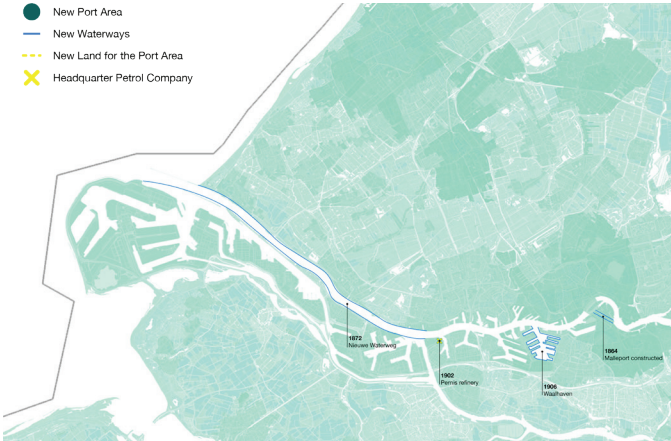 New Port Area
New Waterways
New Land for the Port Area
Headquarter Petrol Company
1872
Nieuwe Waterweg
1902
Pernis refinery
1906
Waalhaven
1864
Mallepoort constructed